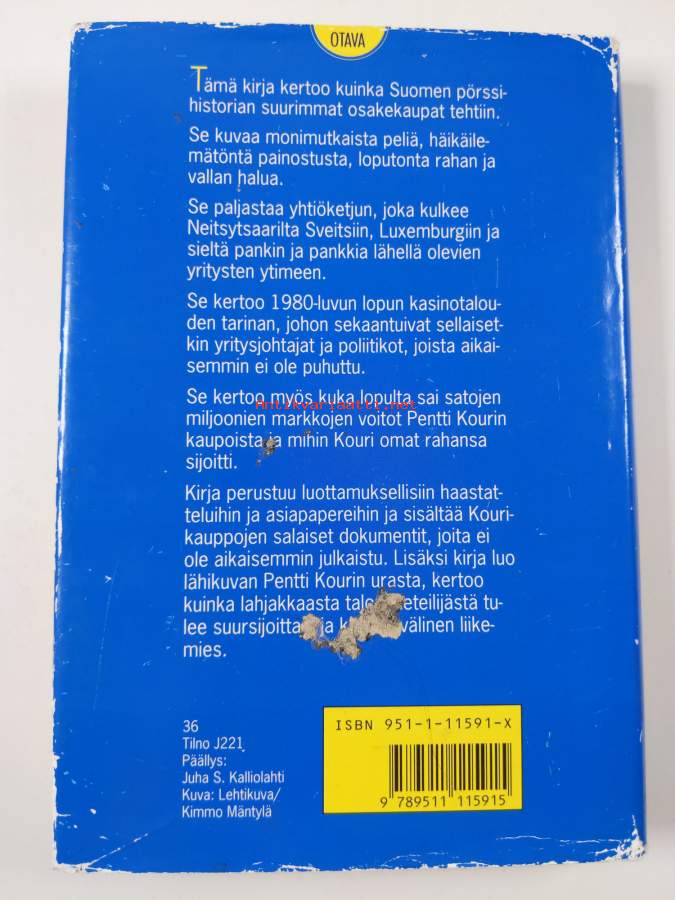 OTAVA
Tämä kirja kertoo kuinka Suomen pörssi-
historian suurimmat osakekaupat tehtiin.
Se kuvaa monimutkaista peliä, häikäile-
mätöntä painostusta, loputonta rahan ja
vallan halua.
Se paljastaa yhtiöketjun, joka kulkee
Neitsytsaarilta Sveitsiin, Luxemburgiin ja
sieltä pankin ja pankkia lähellä olevien
yritysten ytimeen.
Se kertoo 1980-luvun lopun kasinotalou-
den tarinan, johon sekaantuivat sellaiset-
kin yritysjohtajat ja poliitikot, joista aikai-
semmin ei ole puhuttu.
Se kertoo myös kuka lopulta sai satojen
Antikvariaatti.net
miljoonien markkojen voitot Pentti Kourin
kaupoista ja mihin Kouri omat rahansa
sijoitti.
Kirja perustuu luottamuksellisiin haastat-
teluihin ja asiapapereihin ja sisältää Kouri-
kauppojen salaiset dokumentit, joita ei
ole aikaisemmin julkaistu. Lisäksi kirja luo
lähikuvan Pentti Kourin urasta, kertoo
kuinka lahjakkaasta tu-
lee ja liike-
mies.
36
Tilno J221
Päällys:
Juha S. Kalliolahti
Kuva: Lehtikuva/
Kimmo Mäntylä
ISBN 951-1-11591-X
9 789511 115915